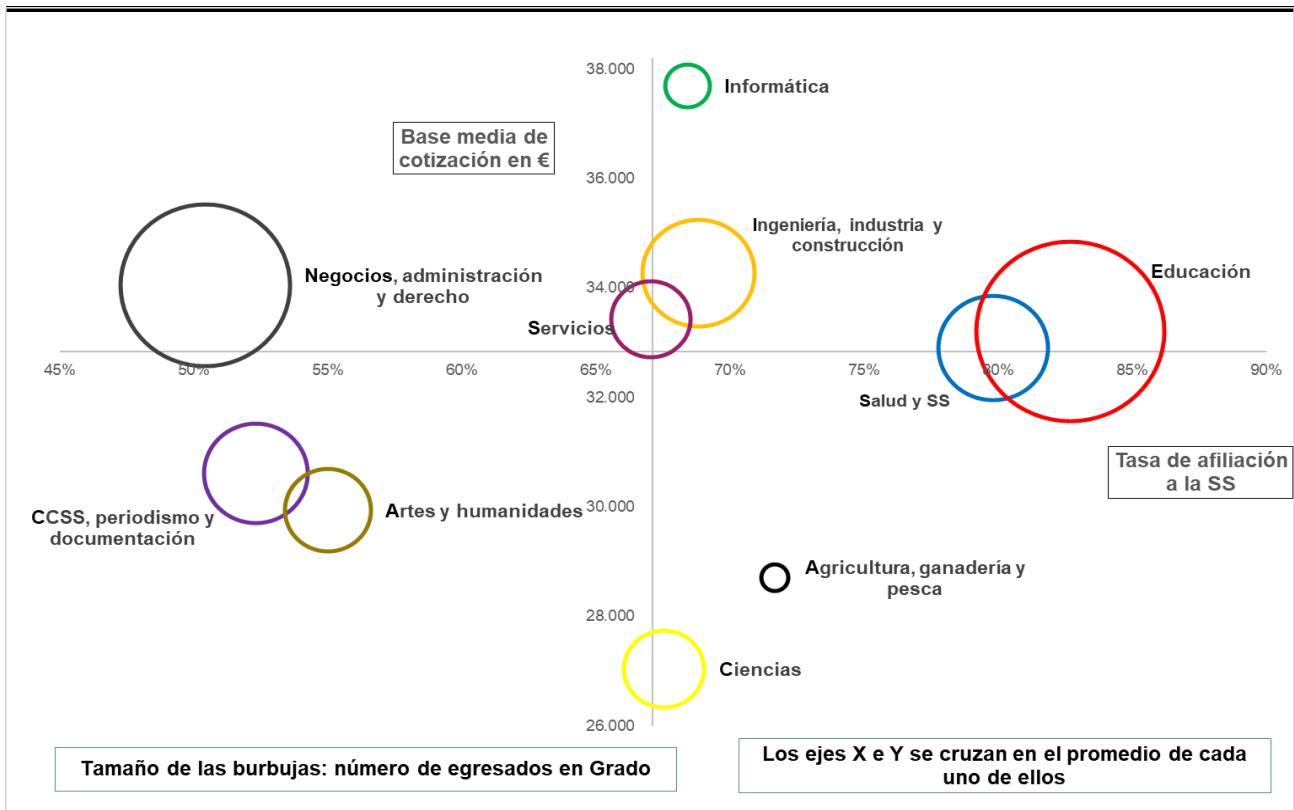 38.000
Informática
Base media de
cotización en €
36.000
Ingeniería, industria y
construcción
Negocios, administración
y derecho
34.000
Educación
Servicios
45%
50%
55%
60%
65%
70%
75%
80%
85%
90%
32.000
Salud y SS
Tasa de afiliación
a la SS
30.000
CCSS, periodismo y
documentación
Artes y humanidades
Agricultura, ganadería y
pesca
28.000
Ciencias
26.000
Tamaño de las burbujas: número de egresados en Grado
Los ejes X e Y se cruzan en el promedio de cada
uno de ellos